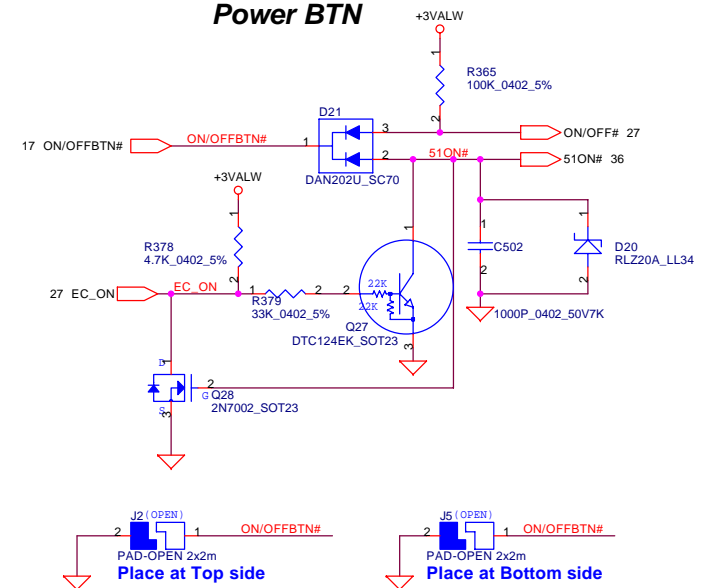 Power BTN
+3VALW
1
R365
100K_0402_5%
2
D21
17 ON/OFFBTN#
ON/OFFBTN#
1
3
ON/OFF# 27
2
51ON#
51ON# 36
DAN202U_SC70
+3VALW
1
R378
4.7K_0402_5%
2
1
1
C502
2
1000P_0402_50V7K
1
D20
RLZ20A_LL34
2
27 EC_ON
EC_ON
1
2
R379
33K_0402_5%
2
22K
22K
Q27
DTC124EK_SOT23
3
D
1
G
2
Q28
2N7002_SOT23
S
3
J2 (OPEN)
2
1
ON/OFFBTN#
PAD-OPEN 2x2m
Place at Top side
J5 (OPEN)
2
1
ON/OFFBTN#
PAD-OPEN 2x2m
Place at Bottom side